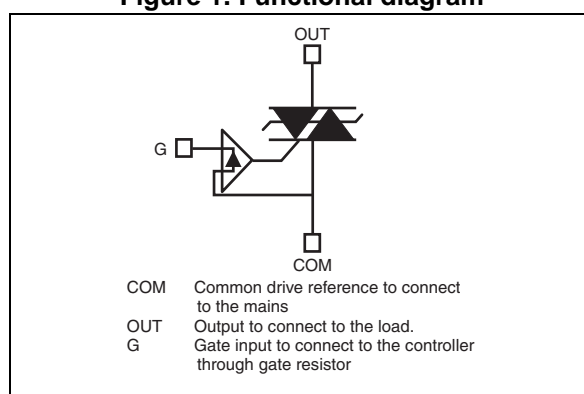 Figure 1. Functional diagram
OUT
G
COM
COM Common drive reference to connect
to the mains
OUT Output to connect to the load.
G Gate input to connect to the controller
through gate resistor